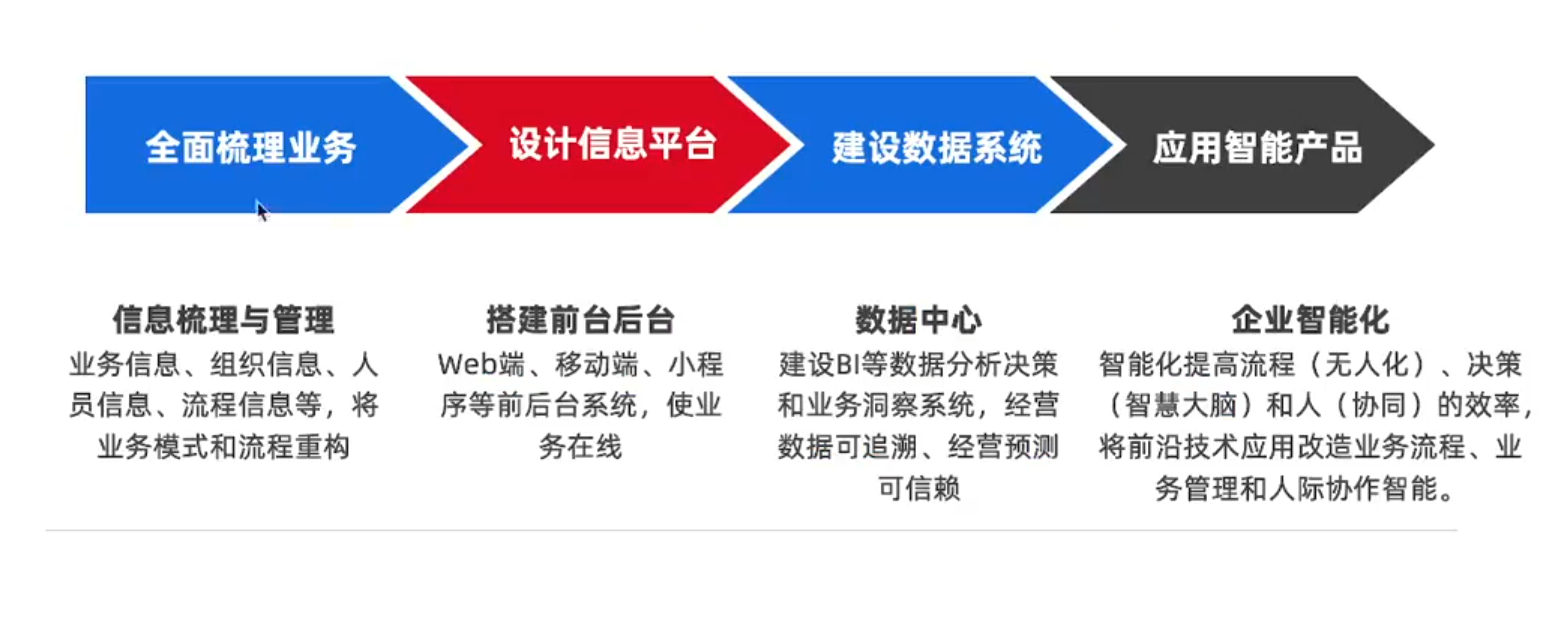 全面梳理业务
设计信息平台
建设数据系统
应用智能产品
信息梳理与管理
业务信息、组织信息、人
员信息、流程信息等，将
业务模式和流程重构
搭建前台后台
Web端、移动端、小程
序等前后台系统，使业
务在线
数据中心
建设BI等数据分析决策
和业务洞察系统，经营
数据可追溯、经营预测
可信赖
企业智能化
智能化提高流程（无人化）、决策
（智慧大脑）和人（协同）的效率，
将前沿技术应用改造业务流程、业
务管理和人际协作智能。